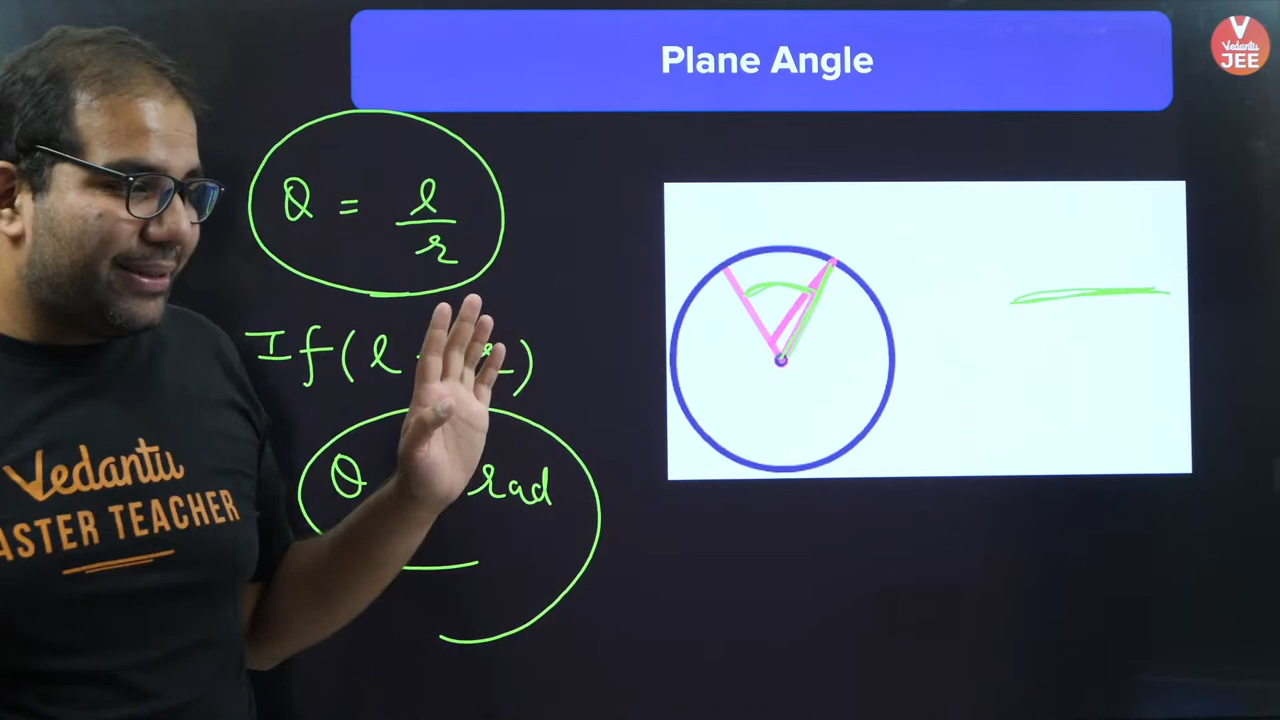 Plane Angle
V
Vedantu
JEE
θ = l/r
If (l
θ rad
Vedantu
ASTER TEACHER